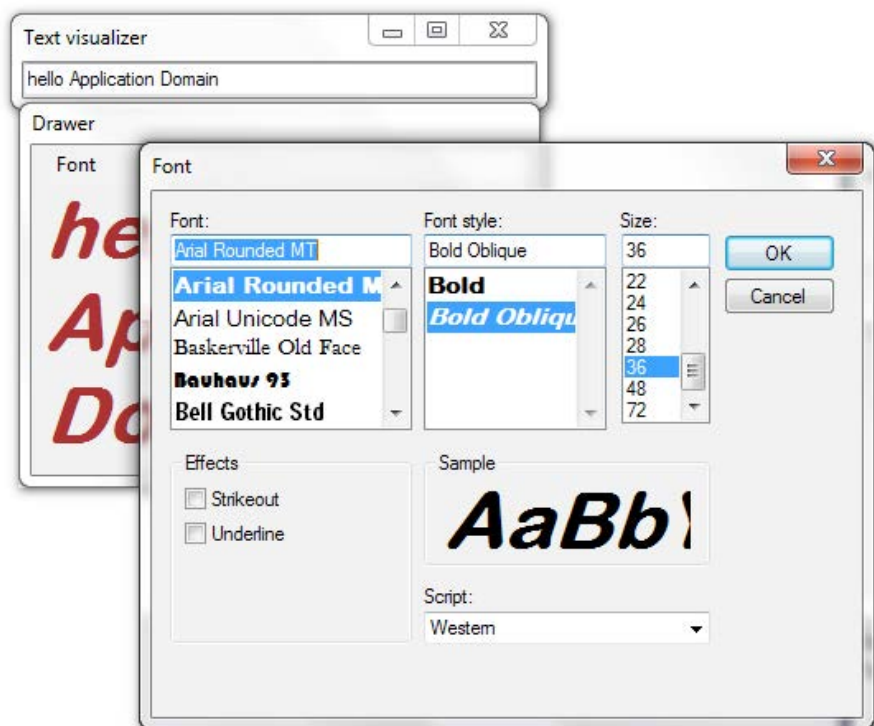 Text visualizer
hello Application Domain
Drawer
Font
he
Ap
Do
Font
Font:
Arial Rounded MT
Arial Rounded M
Arial Unicode MS
Baskerville Old Face
Bauhaus 93
Bell Gothic Std
Font style:
Bold Oblique
Bold
Bold Obliqu
Size:
36
22
24
26
28
36
48
72
OK
Cancel
Effects
Strikeout
Underline
Sample
AaBbY
Script:
Western